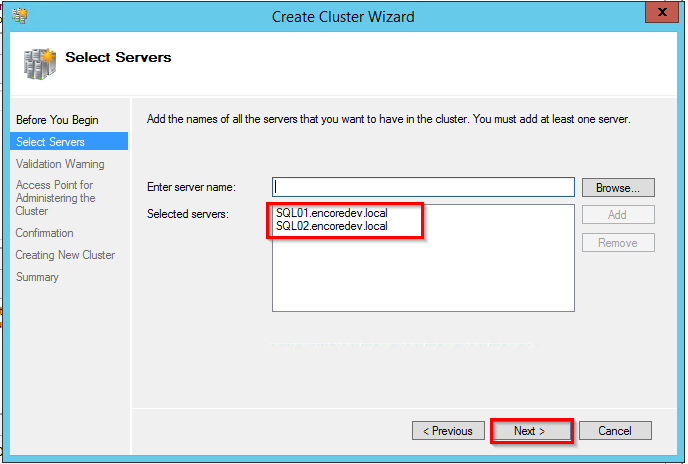 Create Cluster Wizard
X
Select Servers
Before You Begin
Select Servers
Validation Warning
Access Point for
Administering the
Cluster
Confirmation
Creating New Cluster
Summary
Add the names of all the servers that you want to have in the cluster. You must add at least one server.
Enter server name:
Browse...
Selected servers:
SQL01.encoredev.local
SQL02.encoredev.local
Add
Remove
< Previous
Next >
Cancel